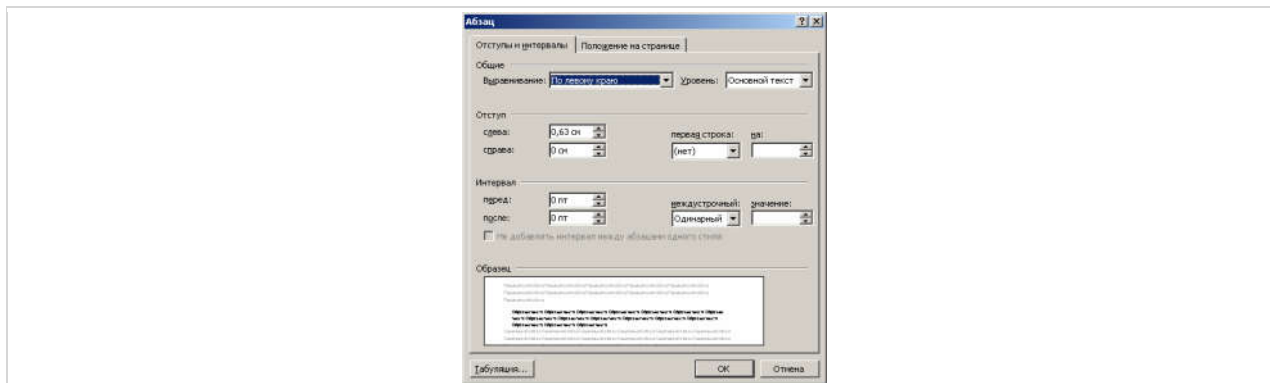 Абзац
Отступы и интервалы Положение на странице
Общие
Выравнивание: По левому краю Уровень: Основной текст
Отступ
слева: 0,63 см первая строка: на:
справа: 0 см (нет)
Интервал
перед: 0 пт междустрочный: значение:
после: 0 пт Одинарный
Не добавлять интервал между абзацами одного стиля
Образец
Табуляция... ОК Отмена